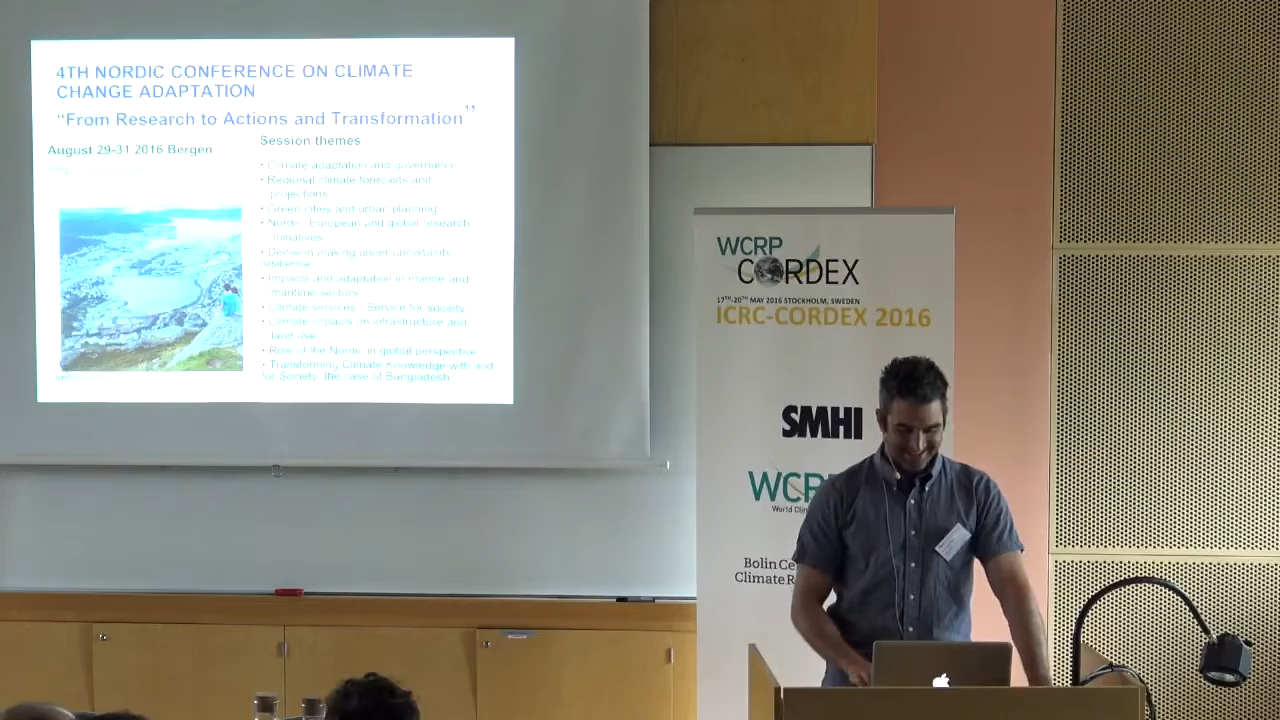 4TH NORDIC CONFERENCE ON CLIMATE
CHANGE ADAPTATION
“From Research to Actions and Transformation”
August 29-31 2016 Bergen
Session themes
• Climate adaptation and governance
• Regional climate forecasts and
projections
• Green cities and urban planning
• Nordic, European and global research
initiatives
• Decision making under uncertainty
resilience
• Impacts and adaptation in marine and
maritime sectors
• Climate services - Service for society
• Climate impacts on infrastructure and
land use
• Role of the Nordic in global perspective
• Transforming Climate Knowledge with and
for Society: the case of Bangladesh
WCRP
CORDEX
17TH-20TH MAY 2016 STOCKHOLM, SWEDEN
ICRC-CORDEX 2016
SMHI
WCRP
World Clim
Bolin Ce
Climate R